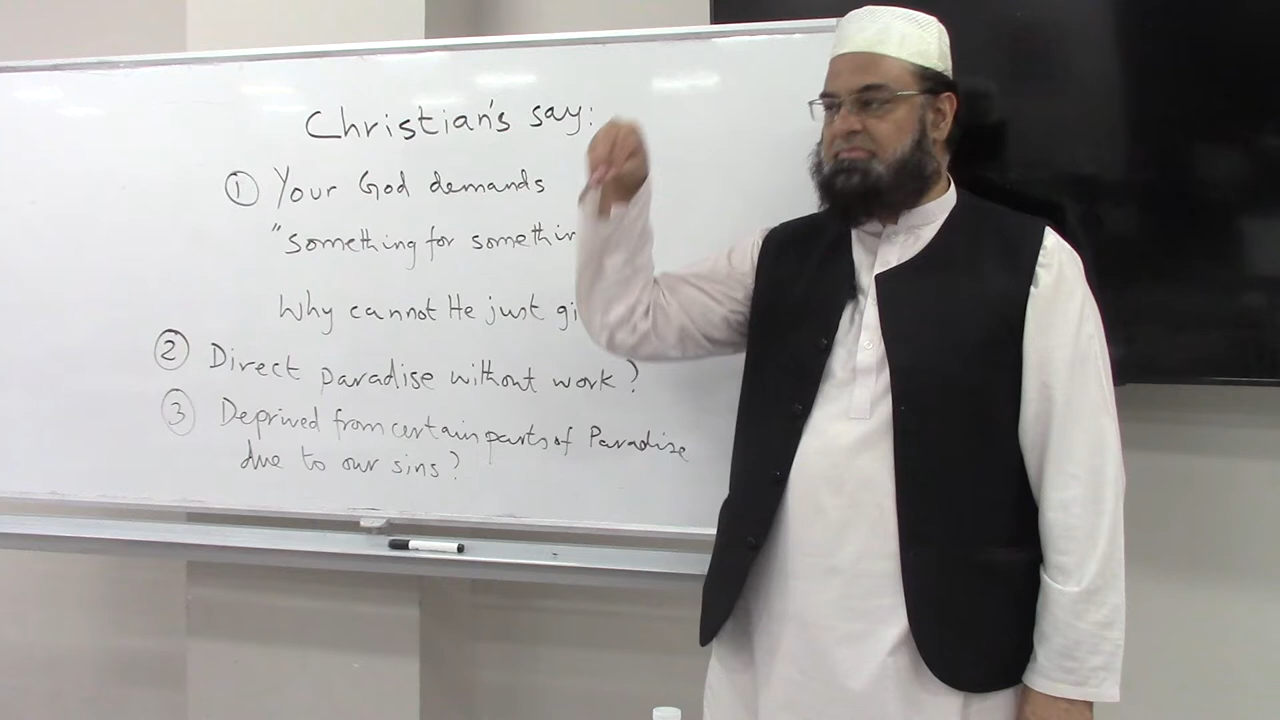 Christian's say:
① Your God demands
"Something for somethin
Why cannot He just gi
② Direct paradise without work?
③ Deprived from certain parts of Paradise
due to our sins?